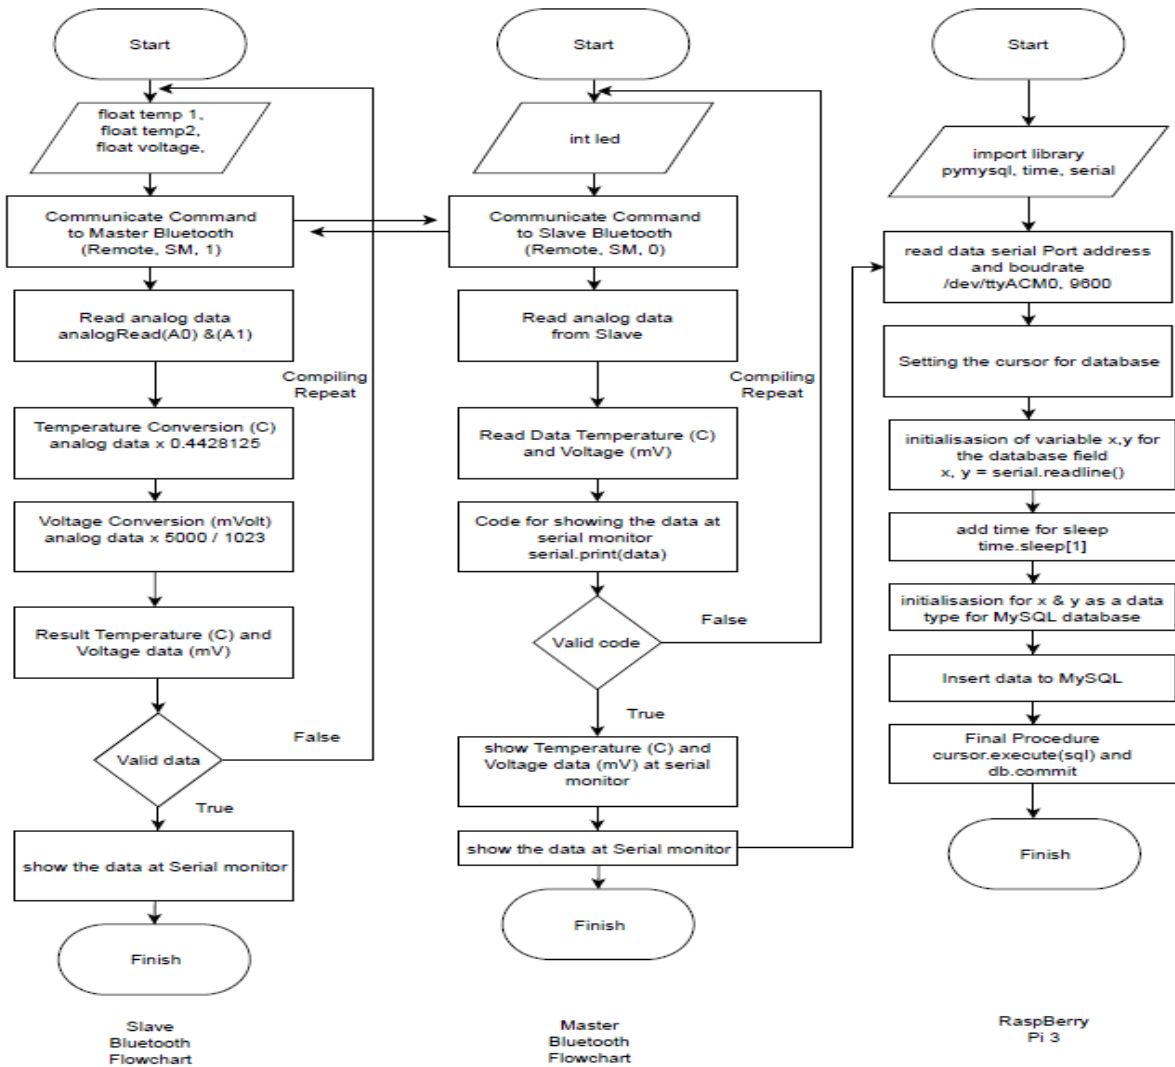 Start
float temp 1,
float temp2,
float voltage,
Communicate Command
to Master Bluetooth
(Remote, SM, 1)
Read analog data
analogRead(A0) &(A1)
Compiling
Repeat
Temperature Conversion (C)
analog data x 0.4428125
Voltage Conversion (mVolt)
analog data x 5000 / 1023
Result Temperature (C) and
Voltage data (mV)
Valid data
False
True
show the data at Serial monitor
Finish
Slave
Bluetooth
Flowchart
Start
int led
Communicate Command
to Slave Bluetooth
(Remote, SM, 0)
Read analog data
from Slave
Compiling
Repeat
Read Data Temperature (C)
and Voltage (mV)
Code for showing the data at
serial monitor
serial.print(data)
Valid code
False
True
show Temperature (C) and
Voltage data (mV) at serial
monitor
show the data at Serial monitor
Finish
Master
Bluetooth
Flowchart
Start
import library
pymysql, time, serial
read data serial Port address
and boudrate
/dev/ttyACM0, 9600
Setting the cursor for database
initialisasion of variable x,y for
the database field
x, y = serial.readline()
add time for sleep
time.sleep[1]
initialisasion for x & y as a data
type for MySQL database
Insert data to MySQL
Final Procedure
cursor.execute(sql) and
db.commit
Finish
RaspBerry
Pi 3